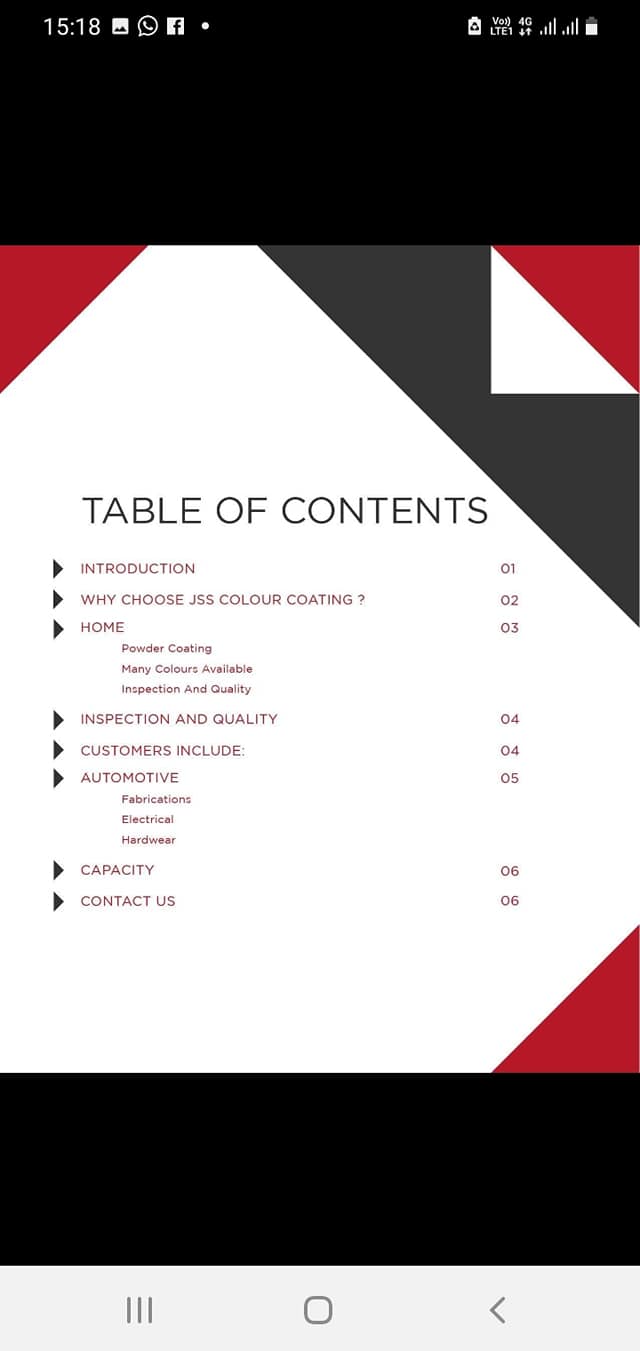 15:18
Vo)) 4G
LTE1
TABLE OF CONTENTS
INTRODUCTION 01
WHY CHOOSE JSS COLOUR COATING ? 02
HOME 03
Powder Coating
Many Colours Available
Inspection And Quality
INSPECTION AND QUALITY 04
CUSTOMERS INCLUDE: 04
AUTOMOTIVE 05
Fabrications
Electrical
Hardwear
CAPACITY 06
CONTACT US 06